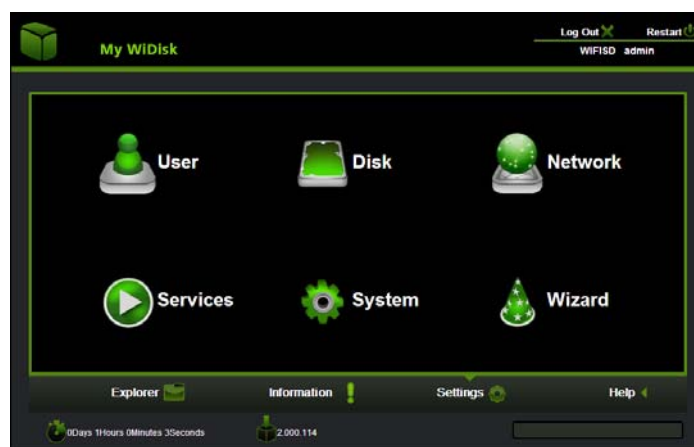 Log Out Restart
My WiDisk
WIFISD admin
User Disk Network
Services System Wizard
Explorer Information Settings Help
0Days 1Hours 0Minutes 3Seconds 2.000.114